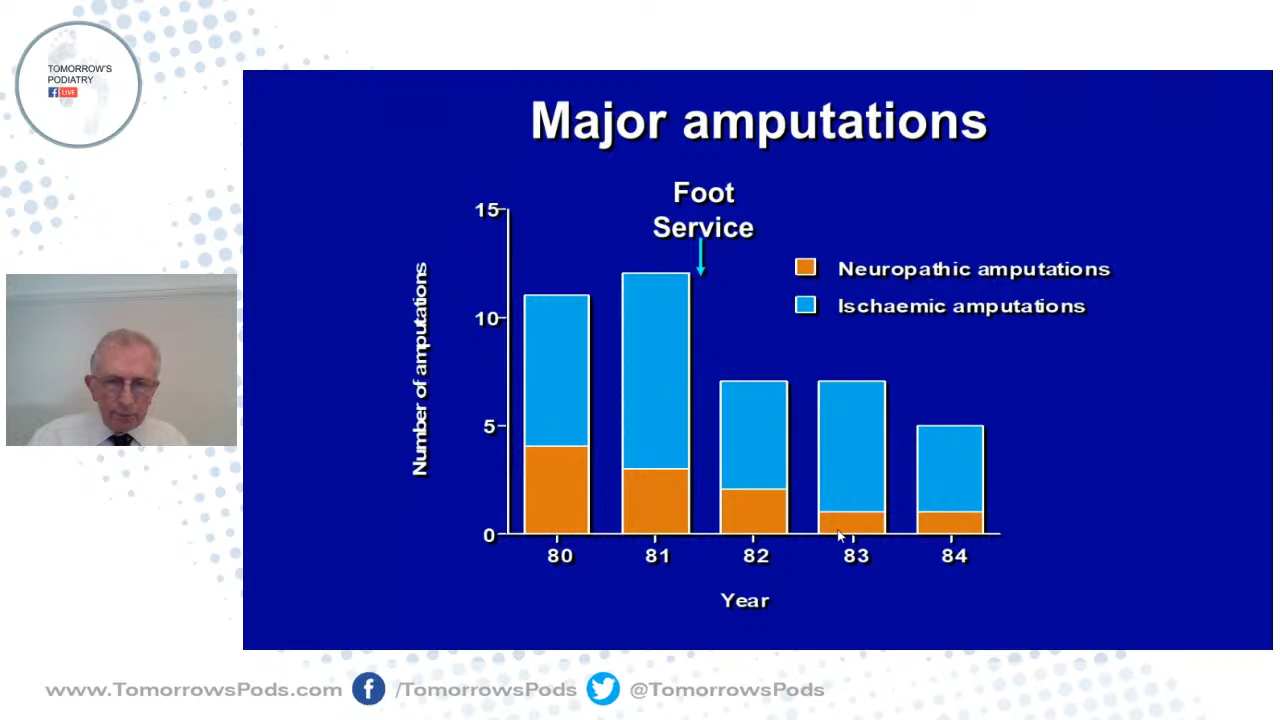 TOMORROW'S
PODIATRY
f LIVE
Major amputations
Foot
Service
15
10
5
0
Number of amputations
Neuropathic amputations
Ischaemic amputations
80 81 82 83 84
Year
www.TomorrowsPods.com f /TomorrowsPods @TomorrowsPods